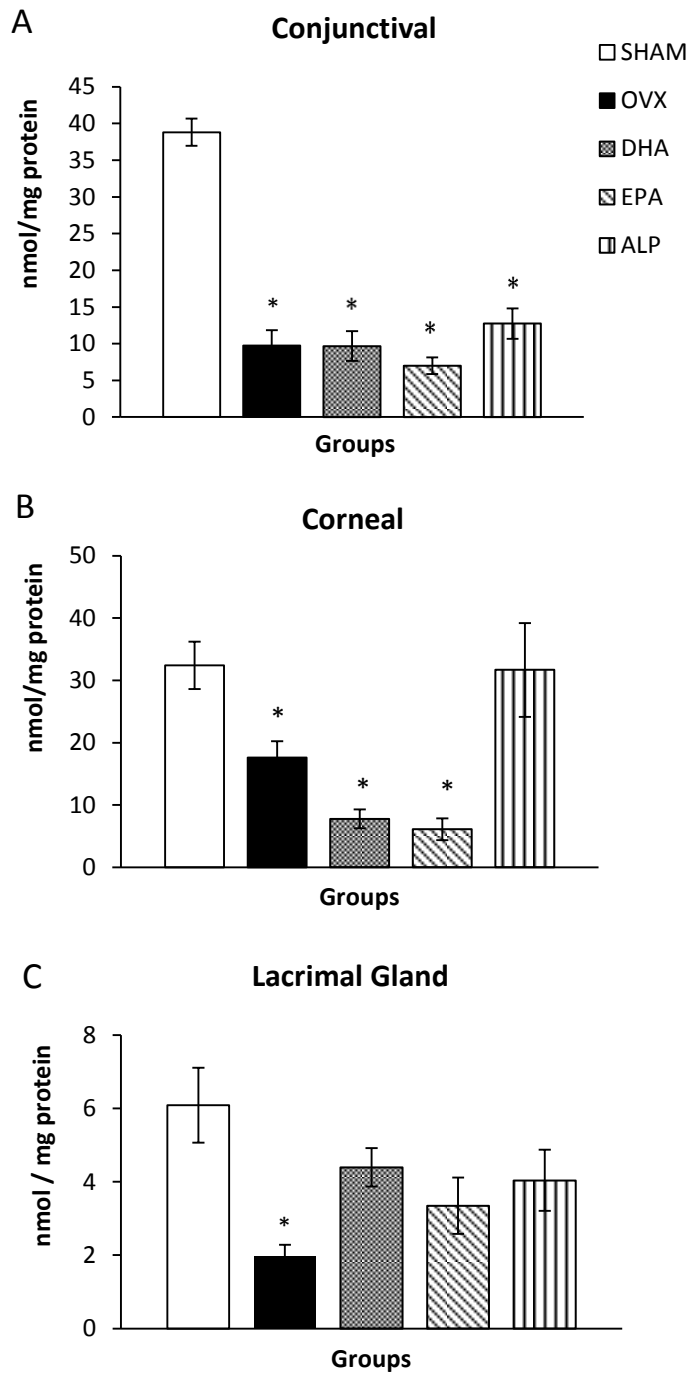 A
Conjunctival
SHAM
OVX
DHA
EPA
ALP
nmol/mg protein
45
40
35
30
25
20
15
10
5
0
*
*
*
*
Groups
B
Corneal
nmol/mg protein
50
40
30
20
10
0
*
*
*
Groups
C
Lacrimal Gland
nmol / mg protein
8
6
4
2
0
*
Groups